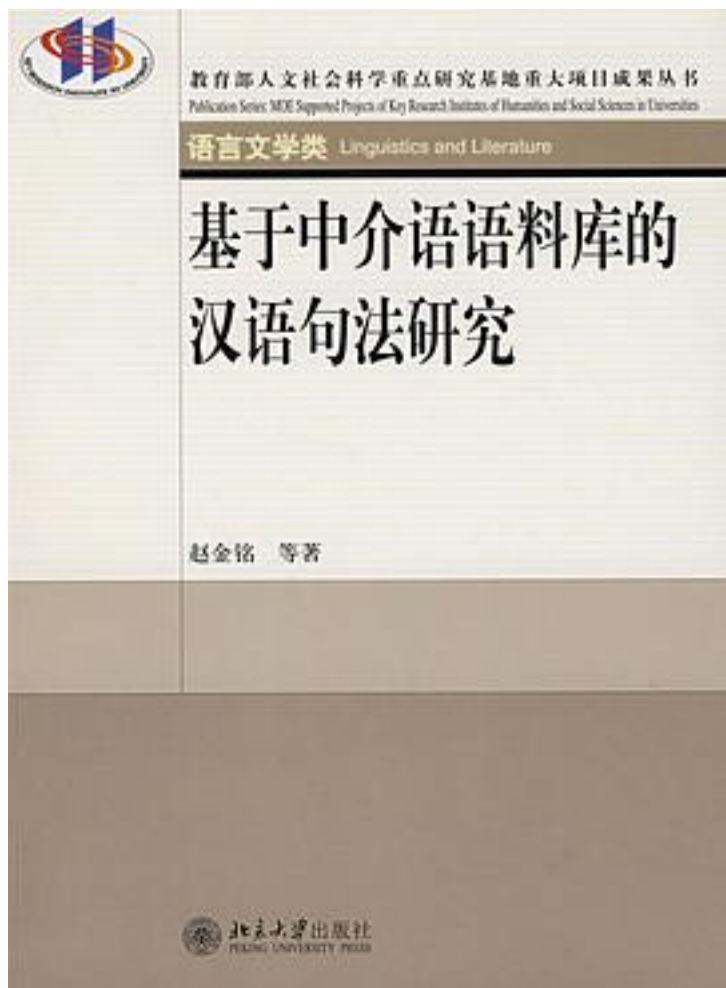 教育部人文社会科学重点研究基地重大项目成果丛书
Publication Series: MOE Supported Projects of Key Research Institutes of Humanities and Social Sciences in Universities
语言文学类 Linguistics and Literature
基于中介语语料库的
汉语句法研究
赵金铭 等著
北京大学出版社
PEKING UNIVERSITY PRESS